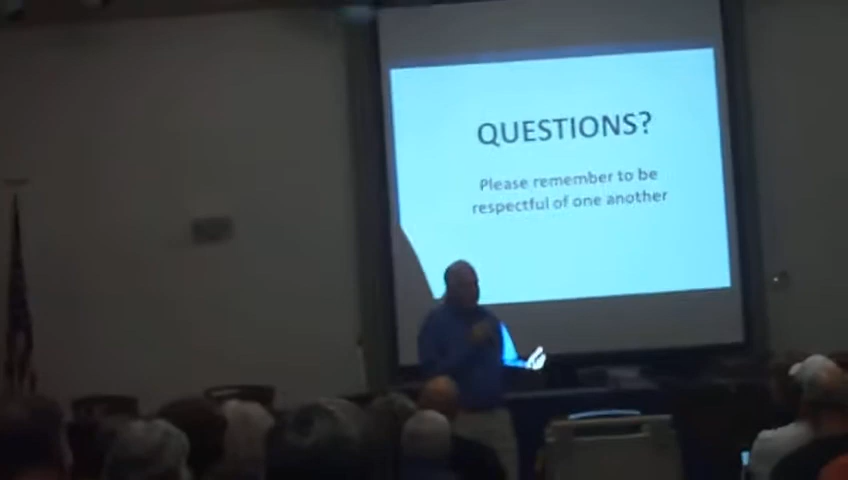 QUESTIONS?
Please remember to be
respectful of one another